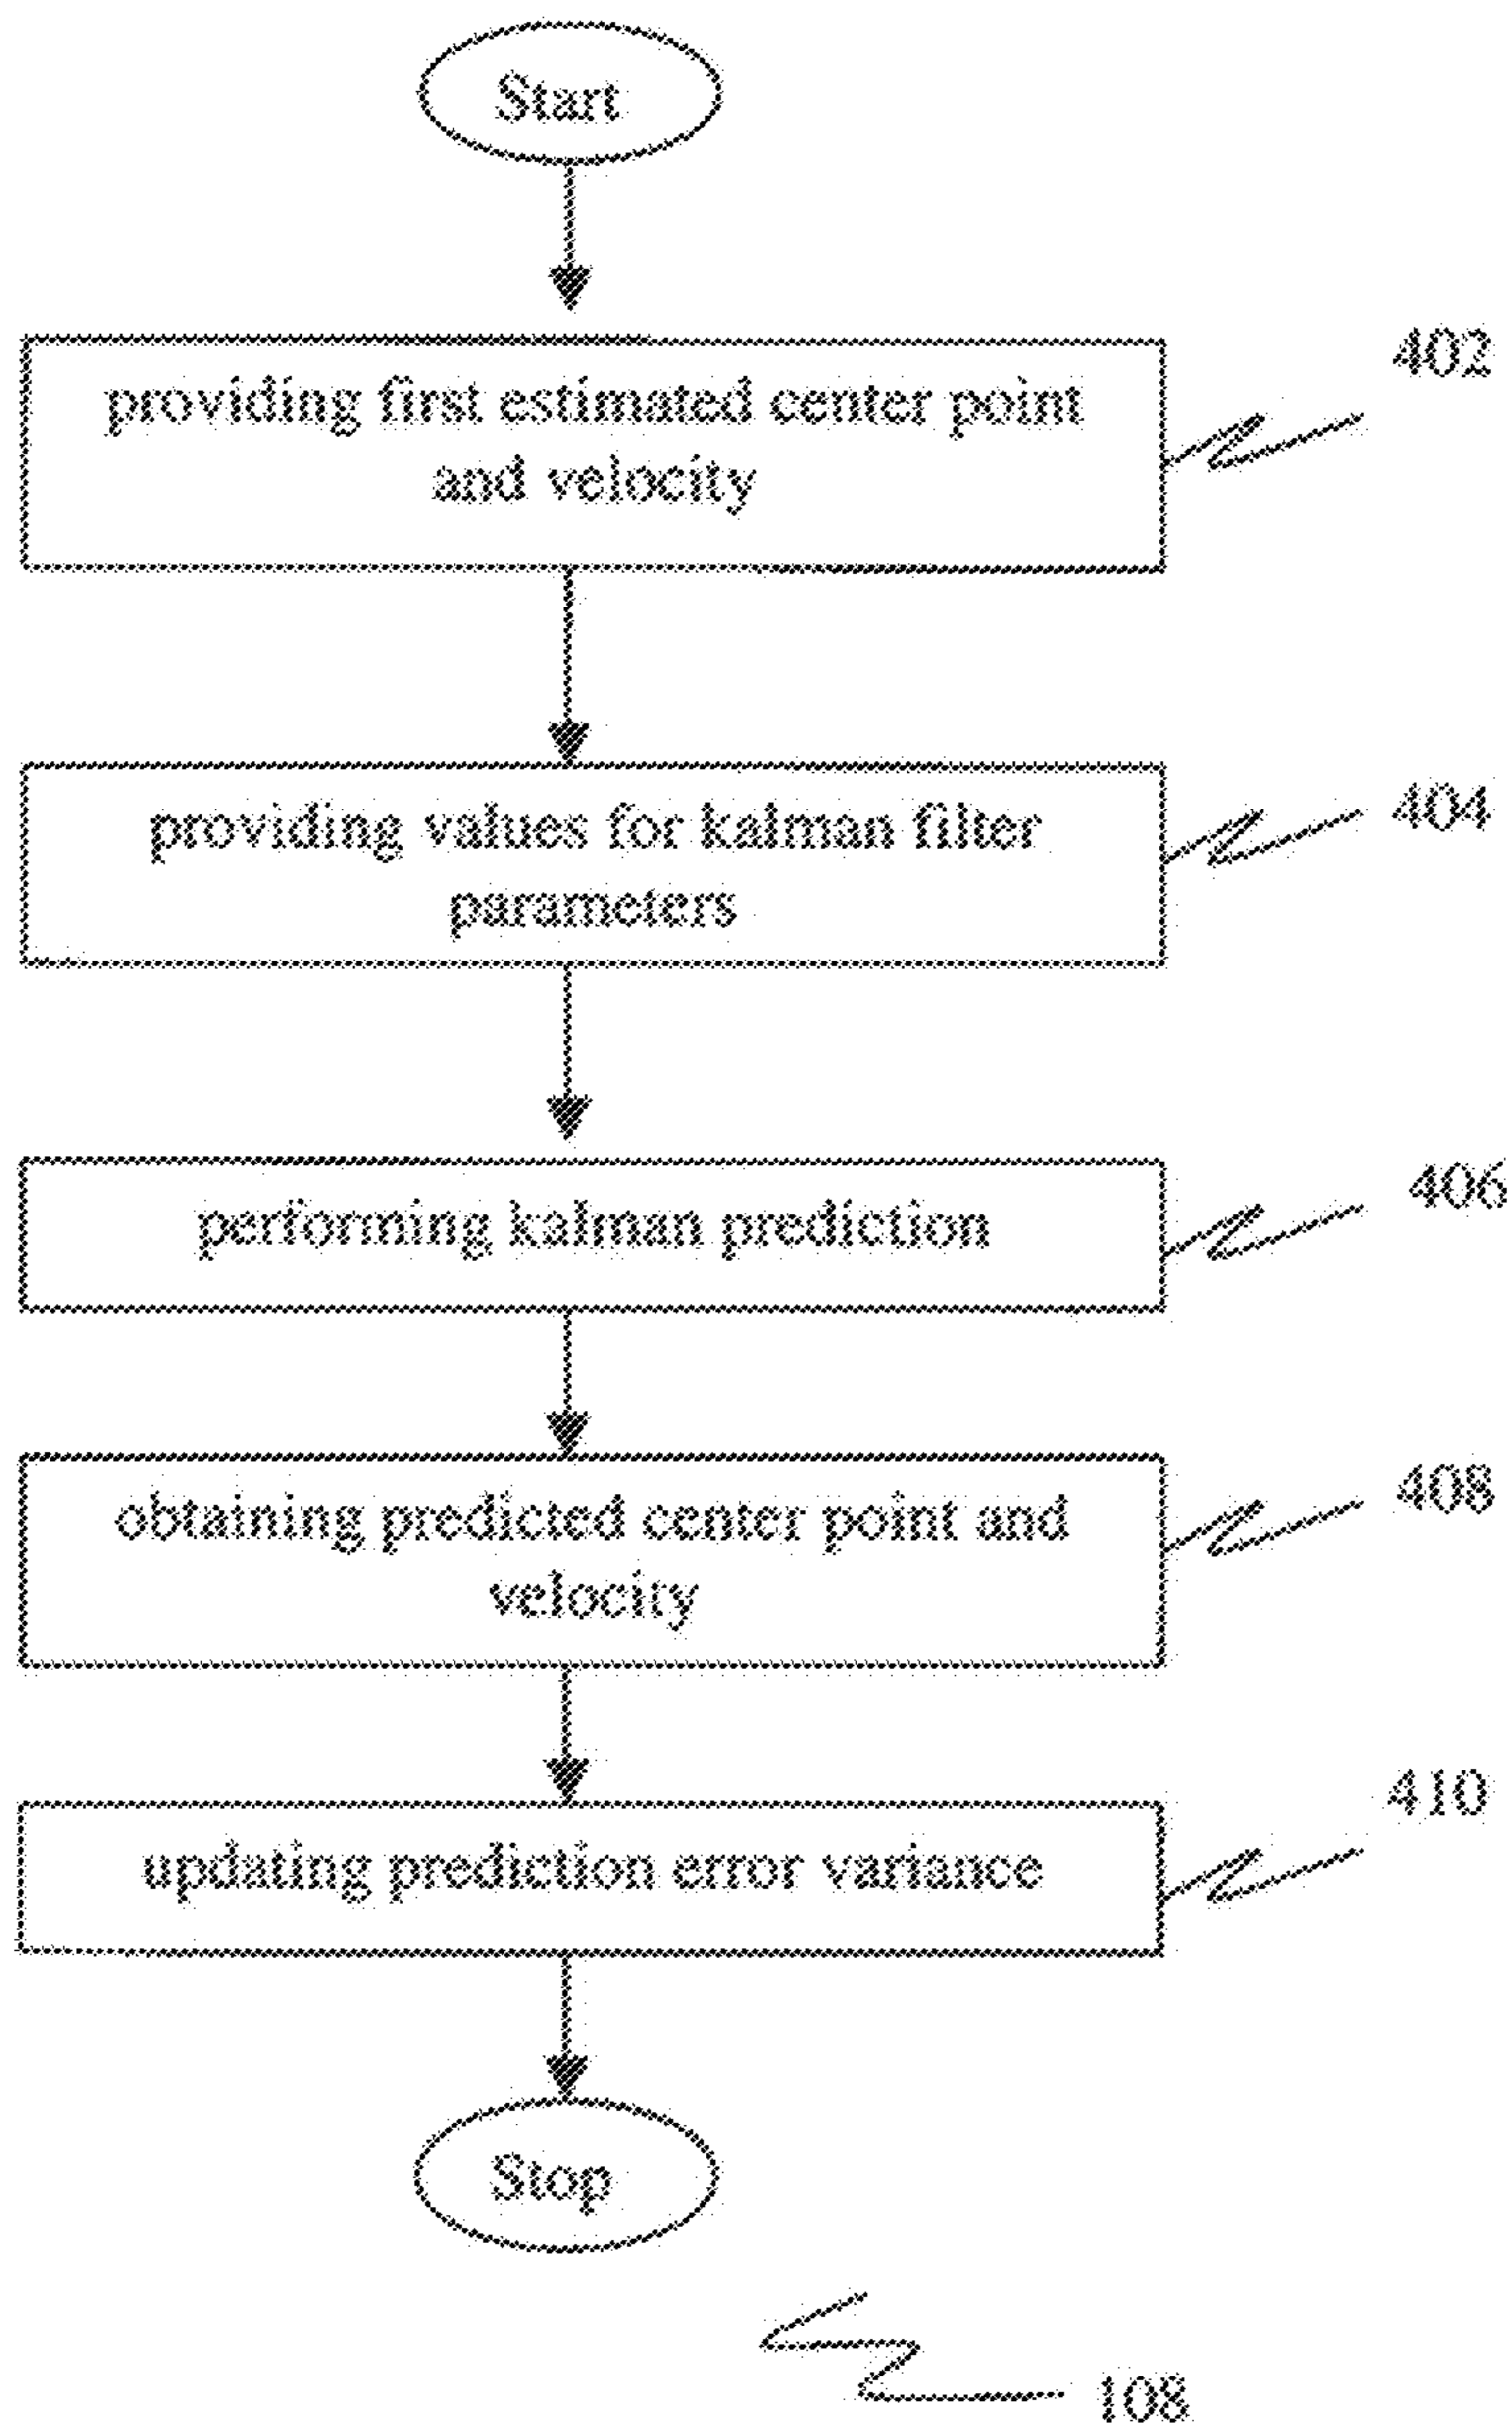 Start
402
providing first estimated center point
and velocity
404
providing values for kalman filter
parameters
406
performing kalman prediction
408
obtaining predicted center point and
velocity
410
updating prediction error variance
Stop
108